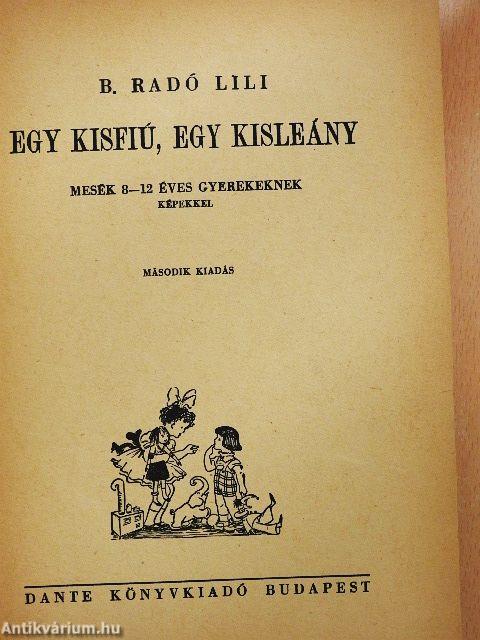 B. RADÓ LILI
EGY KISFIÚ, EGY KISLEÁNY
MESÉK 8—12 ÉVES GYEREKEKNEK
KÉPEKKEL
MÁSODIK KIADÁS
DANTE KÖNYVKIADÓ BUDAPEST
Antikvárium.hu